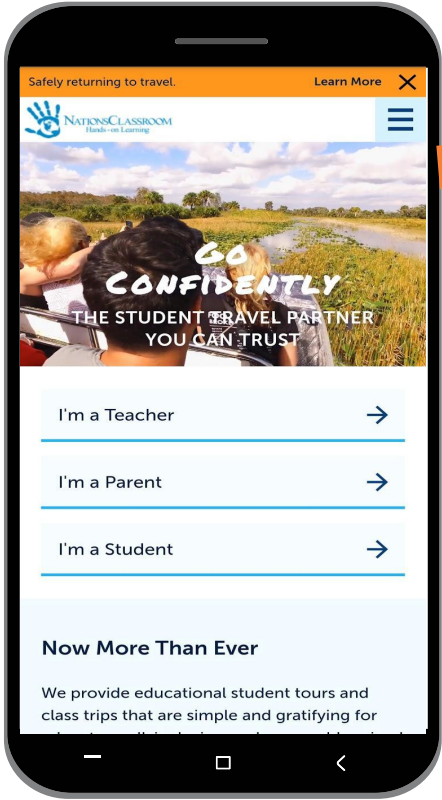 Safely returning to travel. Learn More
NATIONSCLASSROOM
Hands-on Learning
GO
CONFIDENTLY
THE STUDENT TRAVEL PARTNER
YOU CAN TRUST
I'm a Teacher
I'm a Parent
I'm a Student
Now More Than Ever
We provide educational student tours and
class trips that are simple and gratifying for